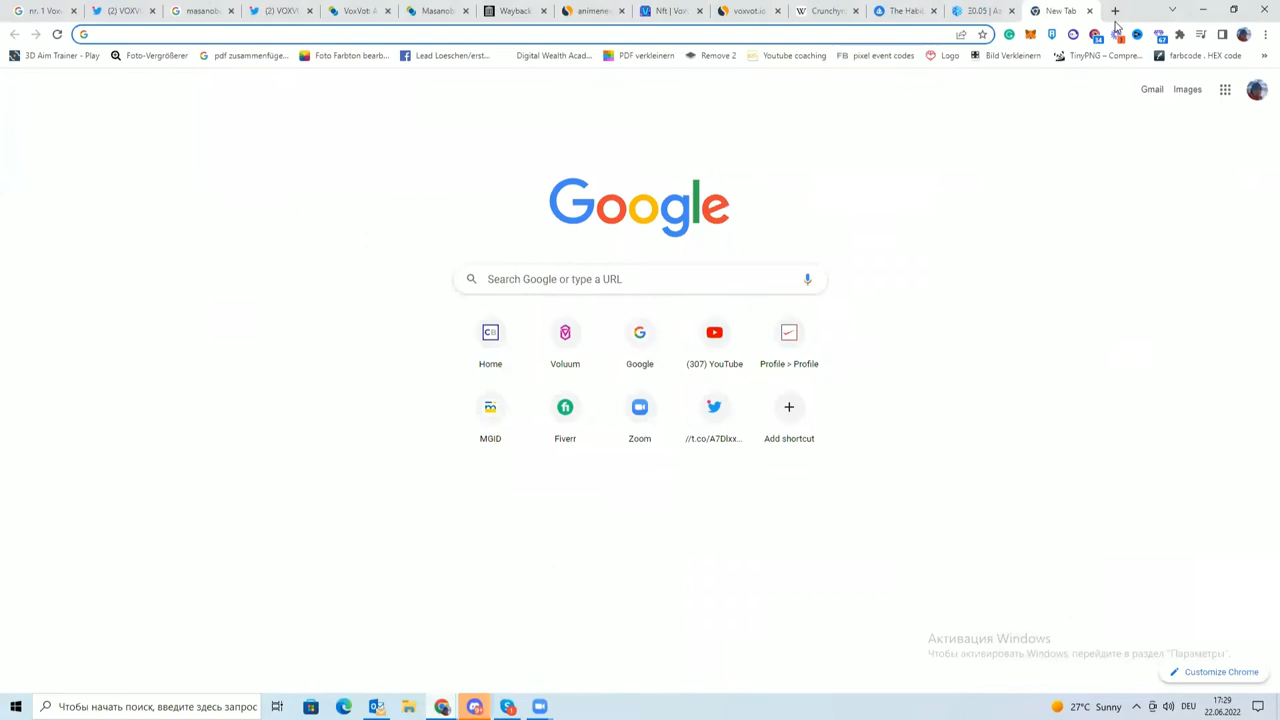 nr. 1 Vox
(2) VOXV
masanob
(2) VOXV
VoxVot: A
Masanob
Wayback
animenev
Nft | Vox
voxvot.io
Crunchyr
The Habit
Ξ0.05 | Az
New Tab
3D Aim Trainer - Play
Foto-Vergrößerer
pdf zusammenfüge...
Foto Farbton bearb...
Lead Loeschen/erst...
Digital Wealth Acad...
PDF verkleinern
Remove 2
Youtube coaching
pixel event codes
Logo
Bild Verkleinern
TinyPNG – Compre...
farbcode . HEX code
Gmail
Images
Google
Search Google or type a URL
Home
Voluum
Google
(307) YouTube
Profile > Profile
MGID
Fiverr
Zoom
//t.co/A7Dlxx...
Add shortcut
Активация Windows
Чтобы активировать Windows, перейдите в раздел "Параметры".
Customize Chrome
Чтобы начать поиск, введите здесь запрос
27°C Sunny
DEU
17:29
22.06.2022